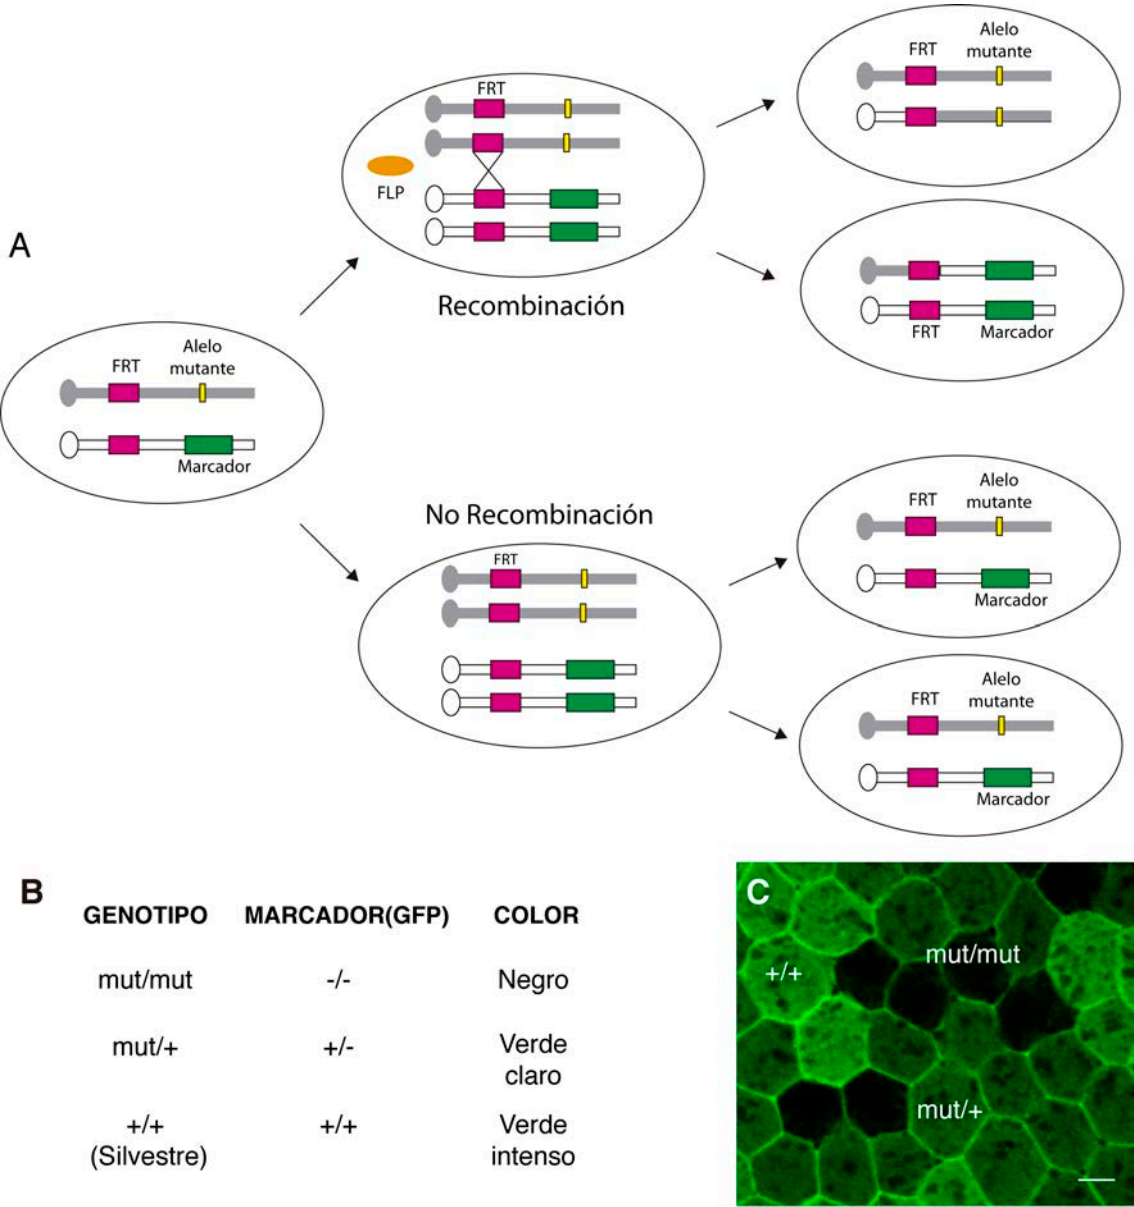 A
FRT
Alelo
mutante
Marcador
FRT
FLP
Recombinación
FRT
Alelo
mutante
FRT
Marcador
No Recombinación
FRT
FRT
Alelo
mutante
Marcador
FRT
Alelo
mutante
Marcador
B
GENOTIPO MARCADOR(GFP) COLOR
mut/mut -/- Negro
mut/+ +/- Verde
claro
+/+ +/+ Verde
(Silvestre) intenso
C
mut/mut
+/+
mut/+